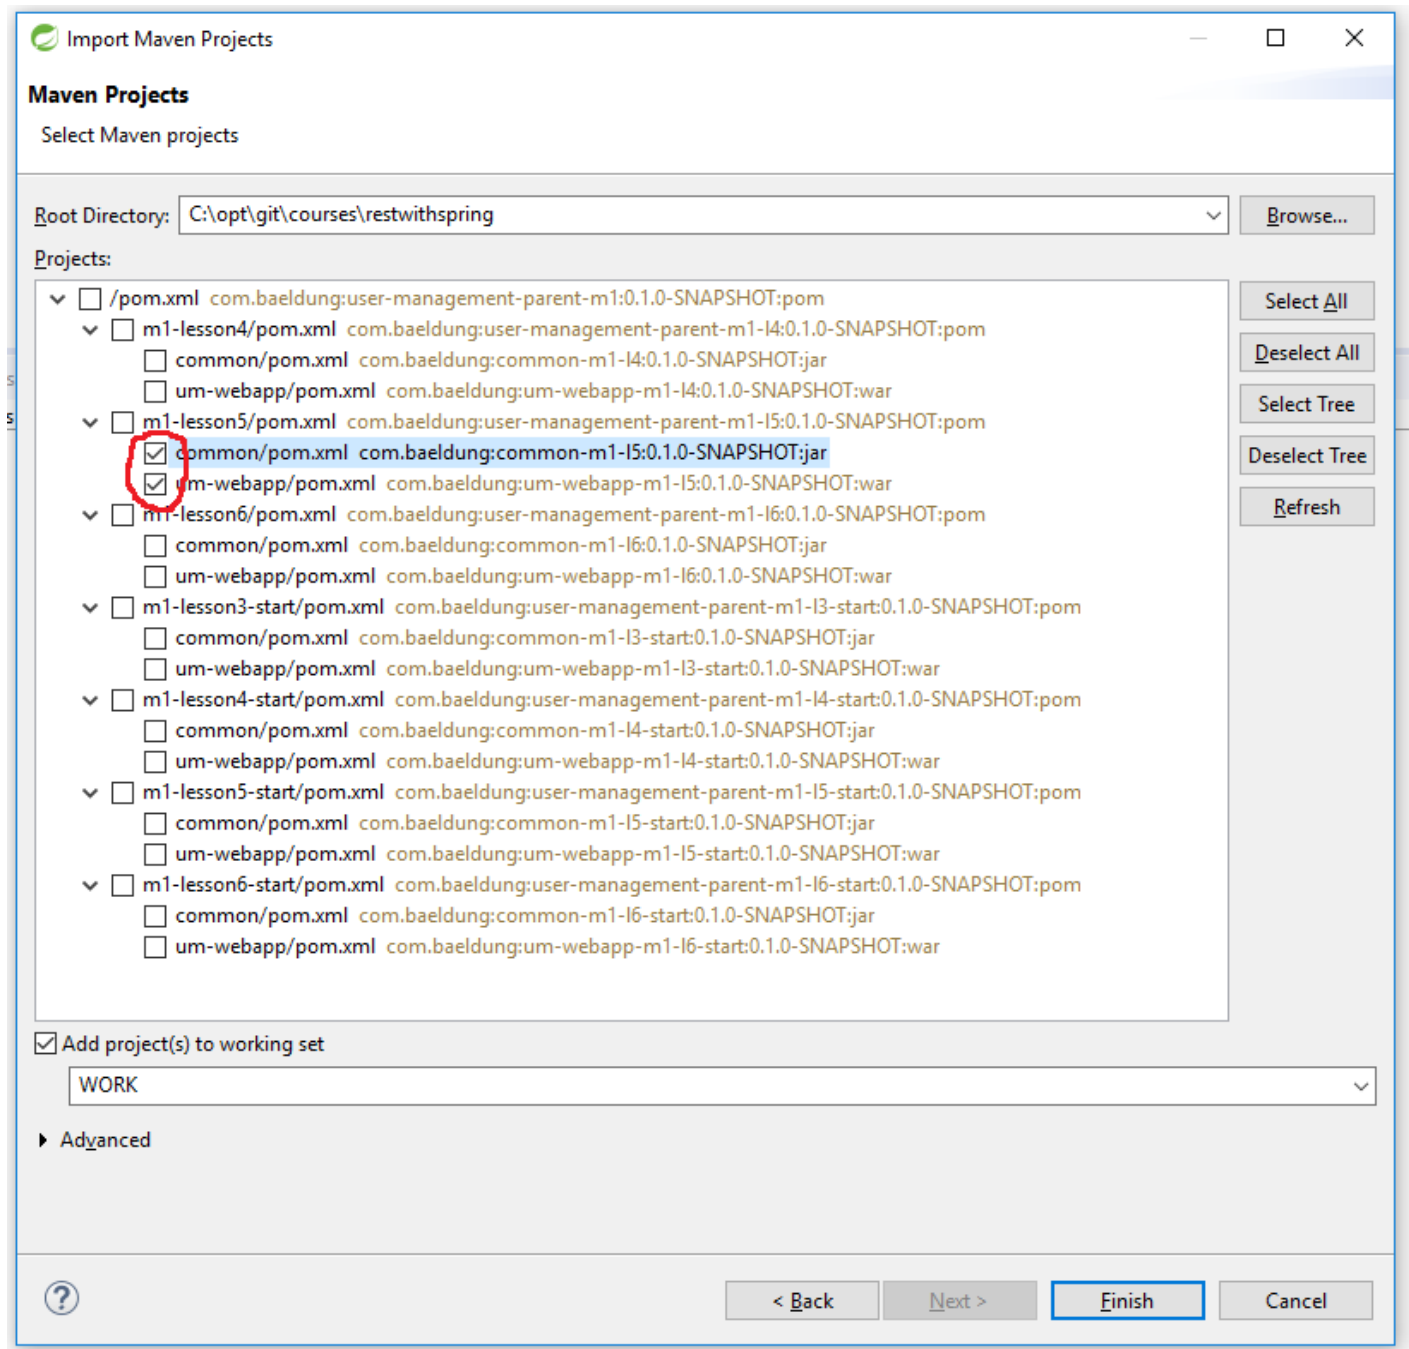 Import Maven Projects
Maven Projects
Select Maven projects
Root Directory: C:\opt\git\courses\restwithspring Browse...
Projects:
/pom.xml com.baeldung:user-management-parent-m1:0.1.0-SNAPSHOT:pom
m1-lesson4/pom.xml com.baeldung:user-management-parent-m1-l4:0.1.0-SNAPSHOT:pom
common/pom.xml com.baeldung:common-m1-l4:0.1.0-SNAPSHOT:jar
um-webapp/pom.xml com.baeldung:um-webapp-m1-l4:0.1.0-SNAPSHOT:war
m1-lesson5/pom.xml com.baeldung:user-management-parent-m1-l5:0.1.0-SNAPSHOT:pom
common/pom.xml com.baeldung:common-m1-l5:0.1.0-SNAPSHOT:jar
um-webapp/pom.xml com.baeldung:um-webapp-m1-l5:0.1.0-SNAPSHOT:war
m1-lesson6/pom.xml com.baeldung:user-management-parent-m1-l6:0.1.0-SNAPSHOT:pom
common/pom.xml com.baeldung:common-m1-l6:0.1.0-SNAPSHOT:jar
um-webapp/pom.xml com.baeldung:um-webapp-m1-l6:0.1.0-SNAPSHOT:war
m1-lesson3-start/pom.xml com.baeldung:user-management-parent-m1-l3-start:0.1.0-SNAPSHOT:pom
common/pom.xml com.baeldung:common-m1-l3-start:0.1.0-SNAPSHOT:jar
um-webapp/pom.xml com.baeldung:um-webapp-m1-l3-start:0.1.0-SNAPSHOT:war
m1-lesson4-start/pom.xml com.baeldung:user-management-parent-m1-l4-start:0.1.0-SNAPSHOT:pom
common/pom.xml com.baeldung:common-m1-l4-start:0.1.0-SNAPSHOT:jar
um-webapp/pom.xml com.baeldung:um-webapp-m1-l4-start:0.1.0-SNAPSHOT:war
m1-lesson5-start/pom.xml com.baeldung:user-management-parent-m1-l5-start:0.1.0-SNAPSHOT:pom
common/pom.xml com.baeldung:common-m1-l5-start:0.1.0-SNAPSHOT:jar
um-webapp/pom.xml com.baeldung:um-webapp-m1-l5-start:0.1.0-SNAPSHOT:war
m1-lesson6-start/pom.xml com.baeldung:user-management-parent-m1-l6-start:0.1.0-SNAPSHOT:pom
common/pom.xml com.baeldung:common-m1-l6-start:0.1.0-SNAPSHOT:jar
um-webapp/pom.xml com.baeldung:um-webapp-m1-l6-start:0.1.0-SNAPSHOT:war
Select All
Deselect All
Select Tree
Deselect Tree
Refresh
Add project(s) to working set
WORK
Advanced
? < Back Next > Finish Cancel